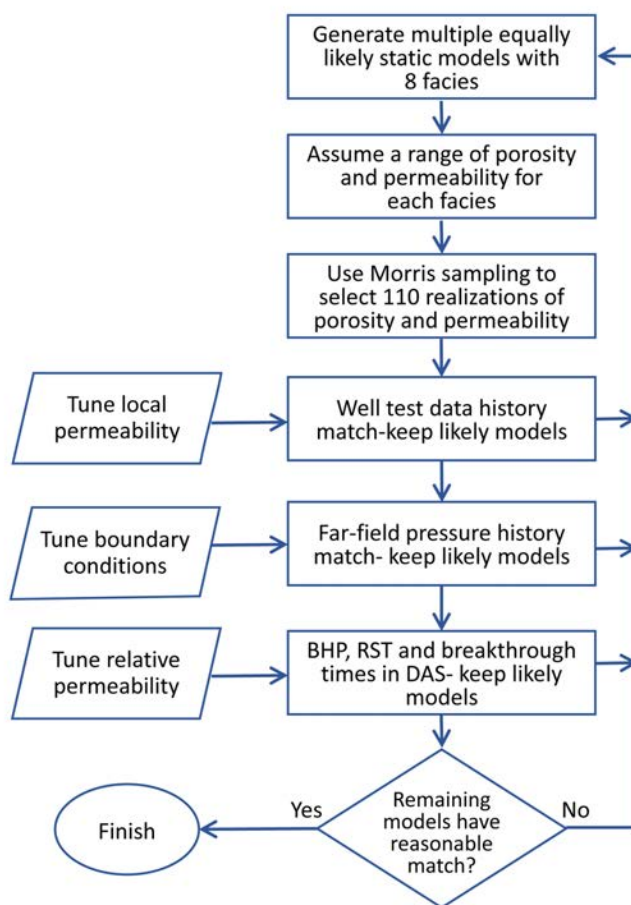 Generate multiple equally
likely static models with
8 facies
Assume a range of porosity
and permeability for
each facies
Use Morris sampling to
select 110 realizations of
porosity and permeability
Tune local
permeability
Well test data history
match-keep likely models
Tune boundary
conditions
Far-field pressure history
match- keep likely models
Tune relative
permeability
BHP, RST and breakthrough
times in DAS- keep likely
models
Finish
Yes
Remaining
models have
reasonable
match?
No